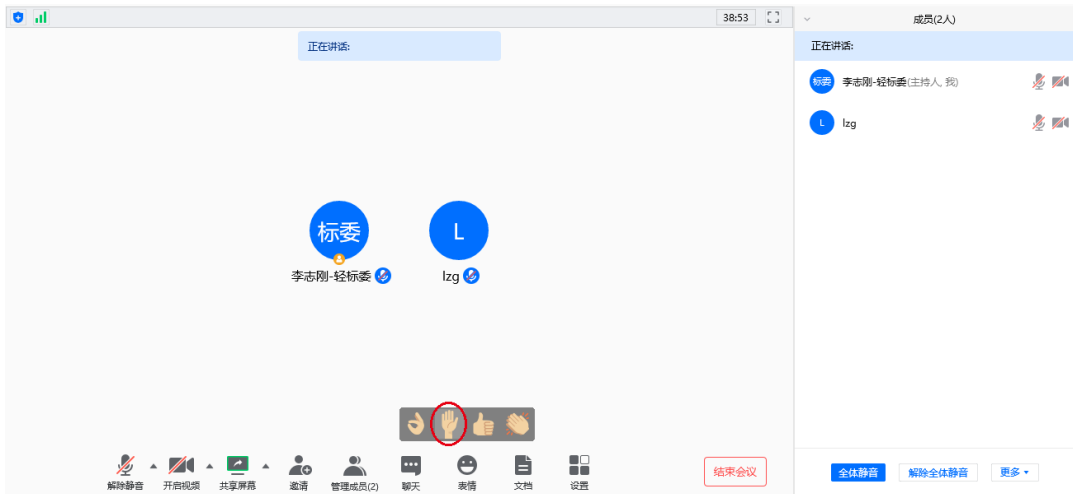 38:53
成员(2人)
正在讲话:
正在讲话:
标委 李志刚-轻标委(主持人, 我)
L lzg
标委
L
李志刚-轻标委
lzg
解除静音
开启视频
共享屏幕
邀请
管理成员(2)
聊天
表情
文档
设置
结束会议
全体静音
解除全体静音
更多